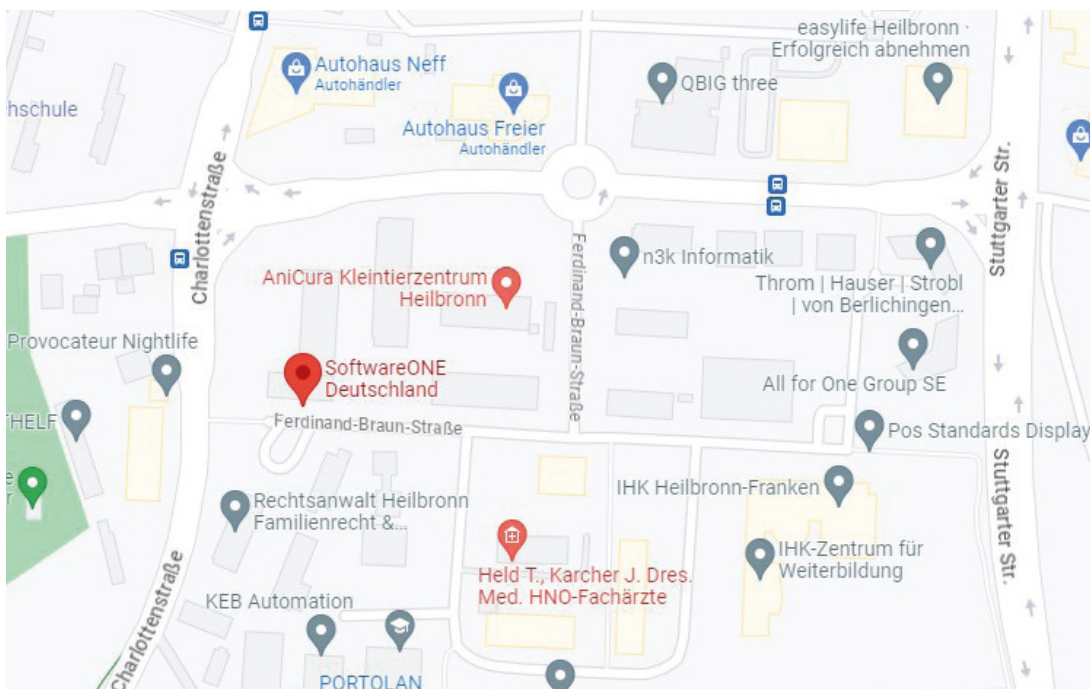 easylife Heilbronn ·
Erfolgreich abnehmen
Autohaus Neff
Autohändler
QBIG three
hschule
Autohaus Freier
Autohändler
Charlottenstraße
Stuttgarter Str.
Ferdinand-Braun-Straße
n3k Informatik
AniCura Kleintierzentrum
Heilbronn
Throm | Hauser | Strobl
| von Berlichingen...
Provocateur Nightlife
SoftwareONE
Deutschland
All for One Group SE
THELF
Ferdinand-Braun-Straße
Pos Standards Display
e
r
IHK Heilbronn-Franken
Stuttgarter Str.
Rechtsanwalt Heilbronn
Familienrecht &...
IHK-Zentrum für
Weiterbildung
Held T., Karcher J. Dres.
Med. HNO-Fachärzte
KEB Automation
Charlottenstraße
PORTOLAN